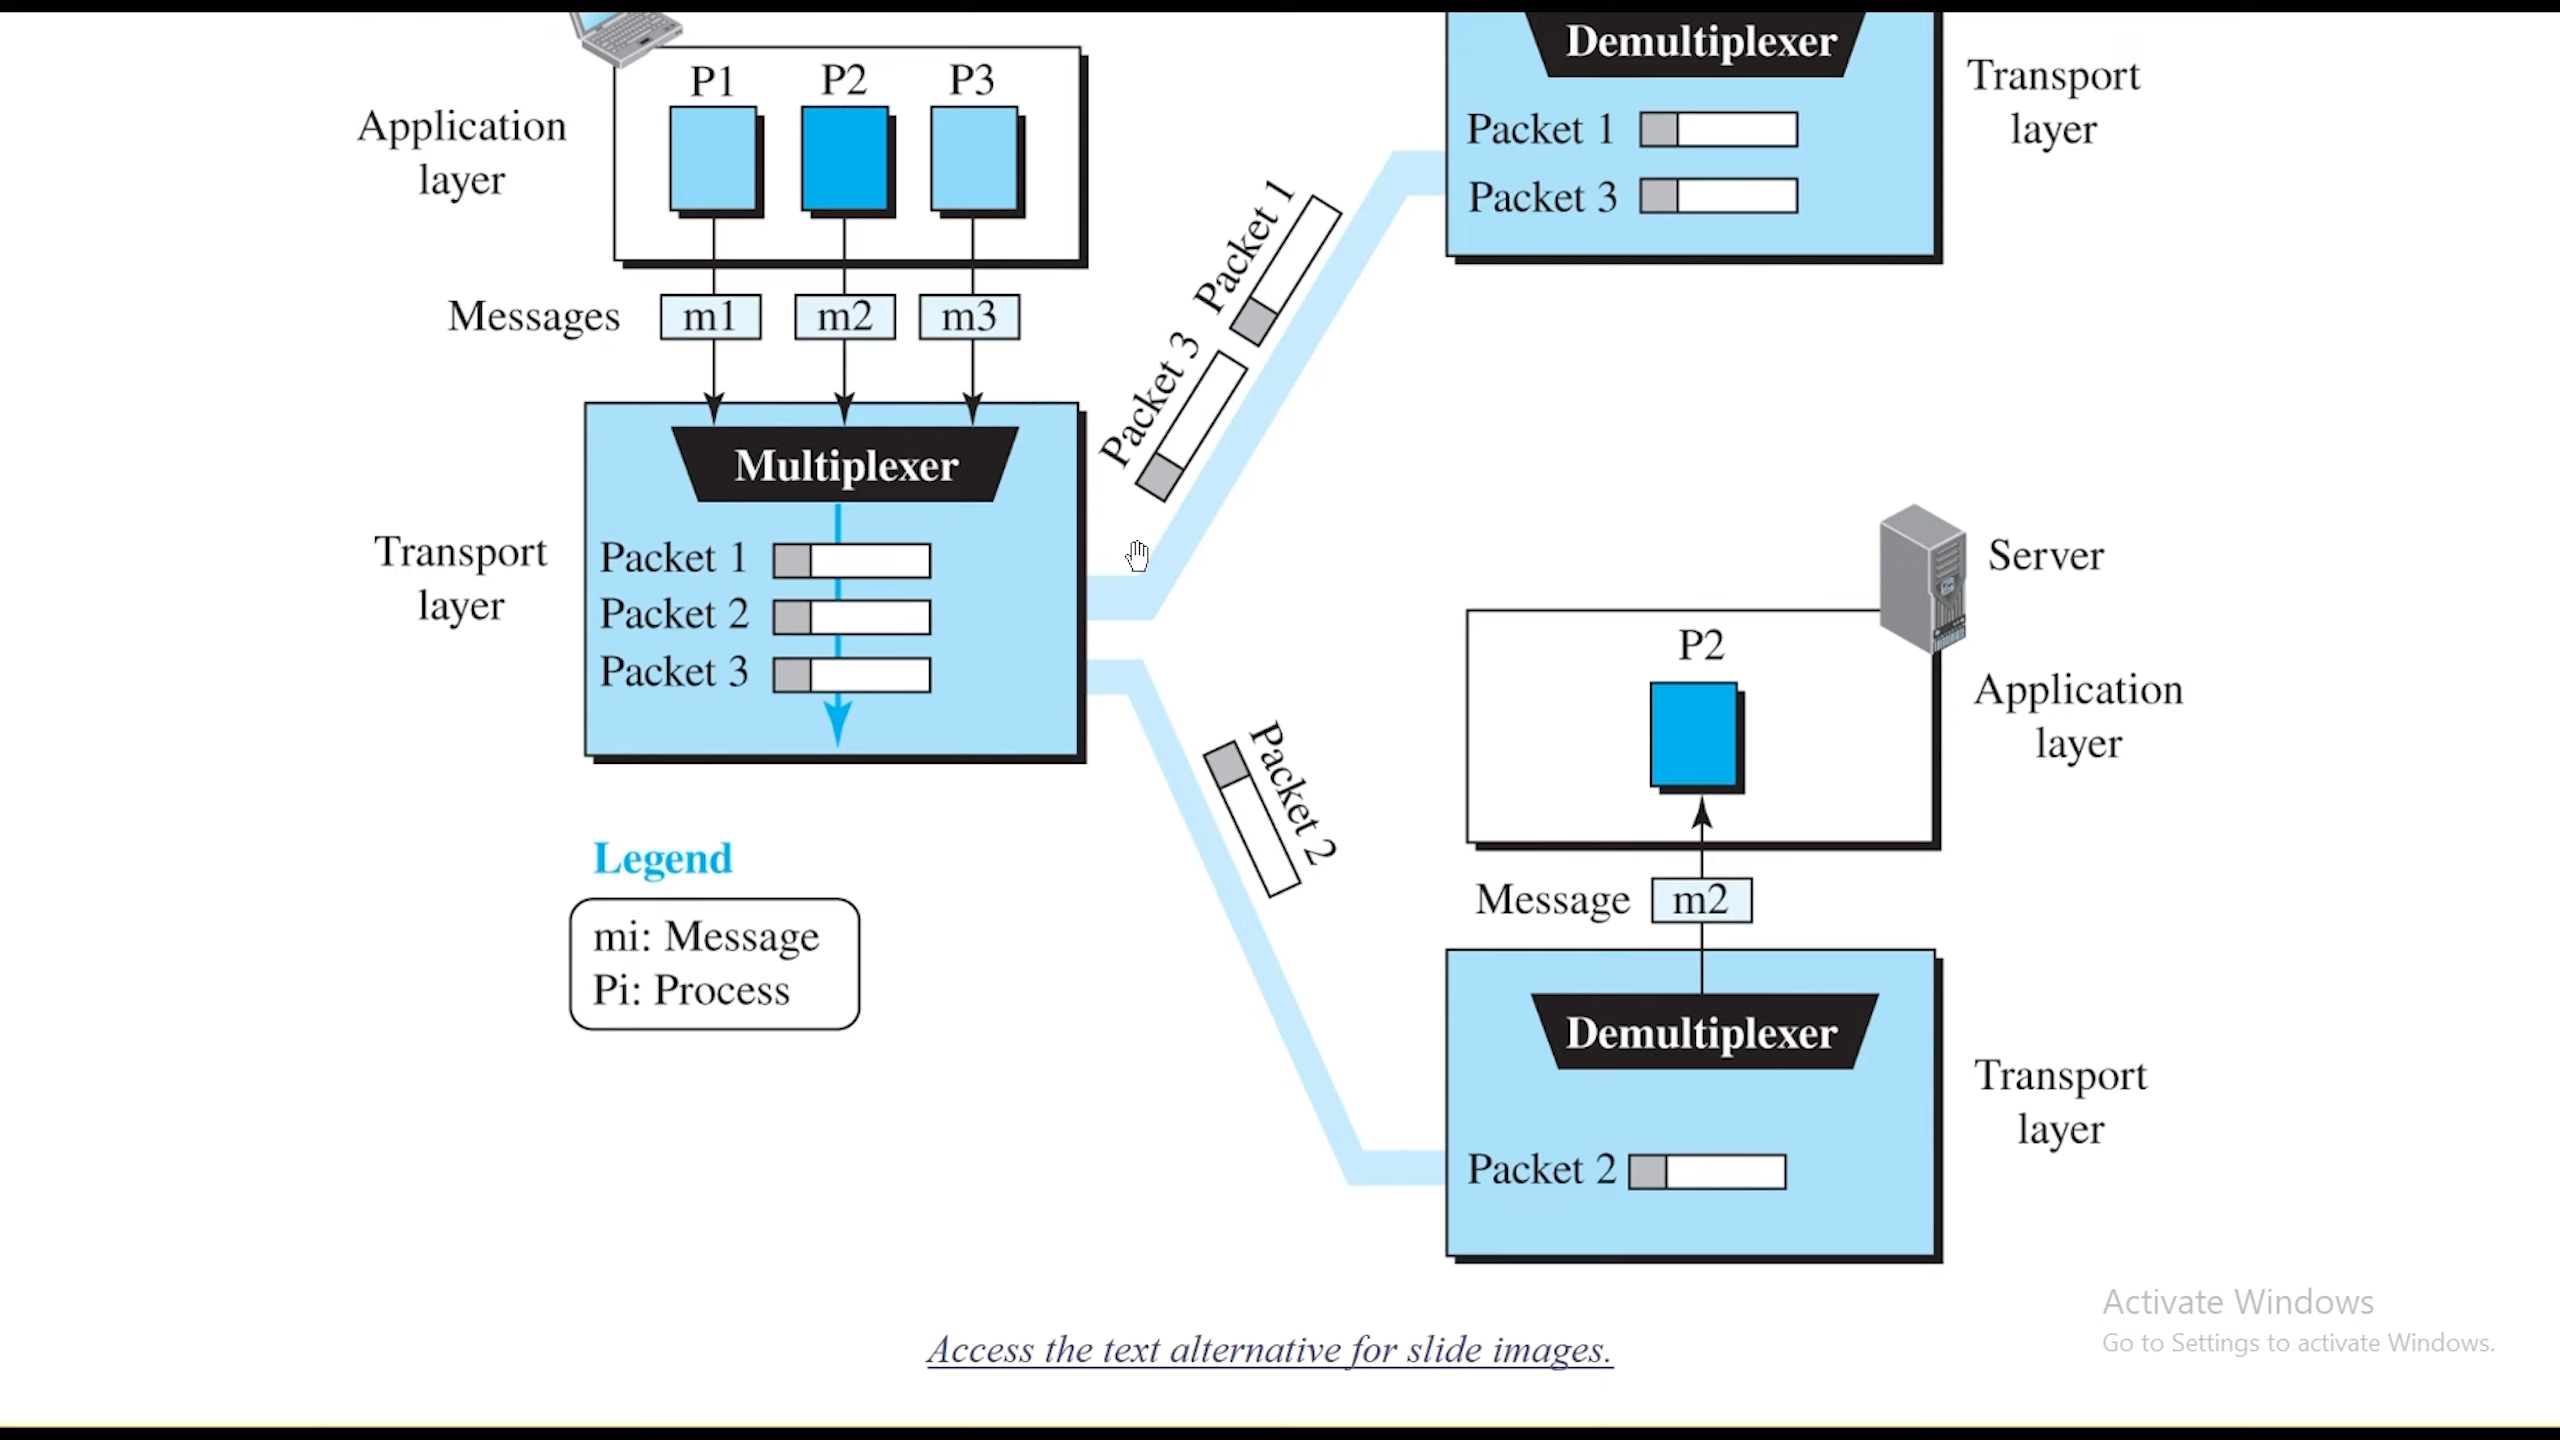 P1 P2 P3
Application
layer
Messages m1 m2 m3
Multiplexer
Transport
layer
Packet 1
Packet 2
Packet 3
Legend
mi: Message
Pi: Process
Packet 3
Packet 1
Packet 2
Demultiplexer
Transport
layer
Packet 1
Packet 3
Server
P2
Application
layer
Message m2
Demultiplexer
Transport
layer
Packet 2
Access the text alternative for slide images.
Activate Windows
Go to Settings to activate Windows.